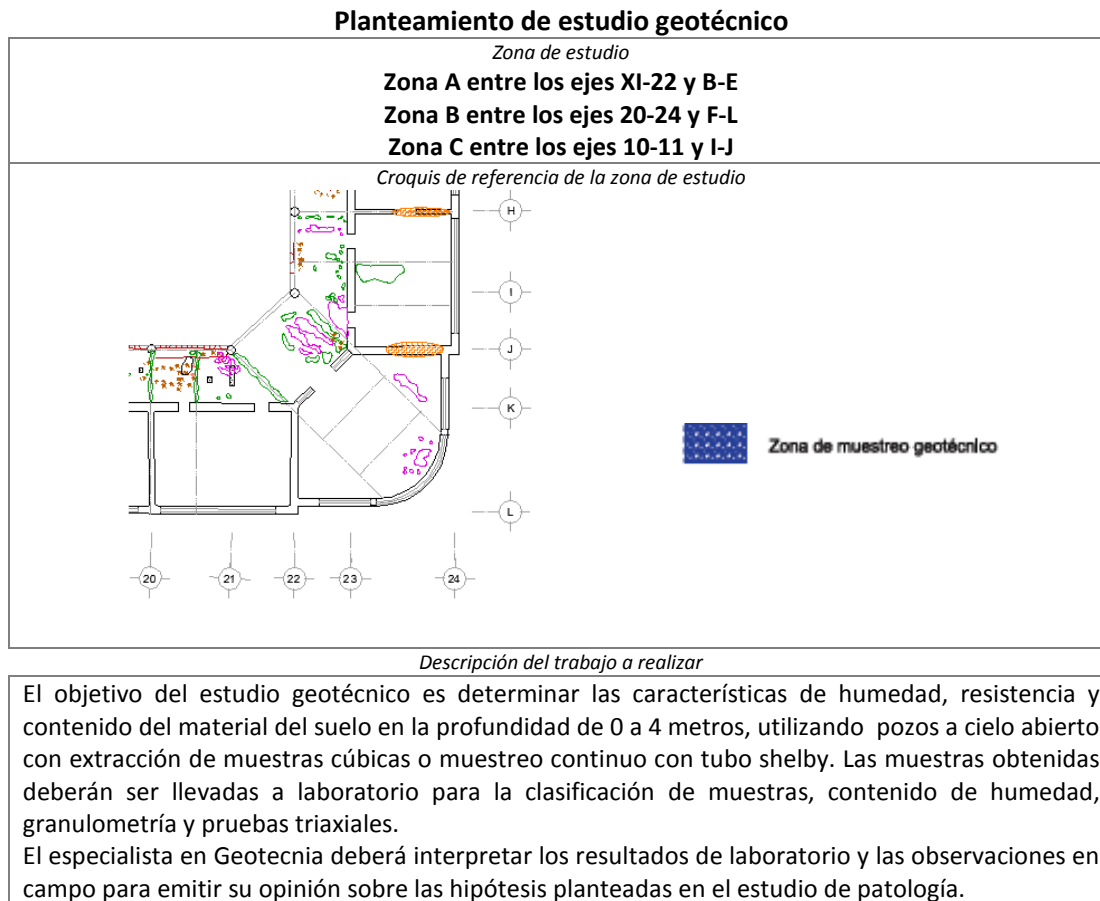 Planteamiento de estudio geotécnico
Zona de estudio
Zona A entre los ejes XI-22 y B-E
Zona B entre los ejes 20-24 y F-L
Zona C entre los ejes 10-11 y I-J
Croquis de referencia de la zona de estudio
H
I
J
K
L
Zona de muestreo geotécnico
20 21 22 23 24
Descripción del trabajo a realizar
El objetivo del estudio geotécnico es determinar las características de humedad, resistencia y
contenido del material del suelo en la profundidad de 0 a 4 metros, utilizando pozos a cielo abierto
con extracción de muestras cúbicas o muestreo continuo con tubo shelby. Las muestras obtenidas
deberán ser llevadas a laboratorio para la clasificación de muestras, contenido de humedad,
granulometría y pruebas triaxiales.
El especialista en Geotecnia deberá interpretar los resultados de laboratorio y las observaciones en
campo para emitir su opinión sobre las hipótesis planteadas en el estudio de patología.